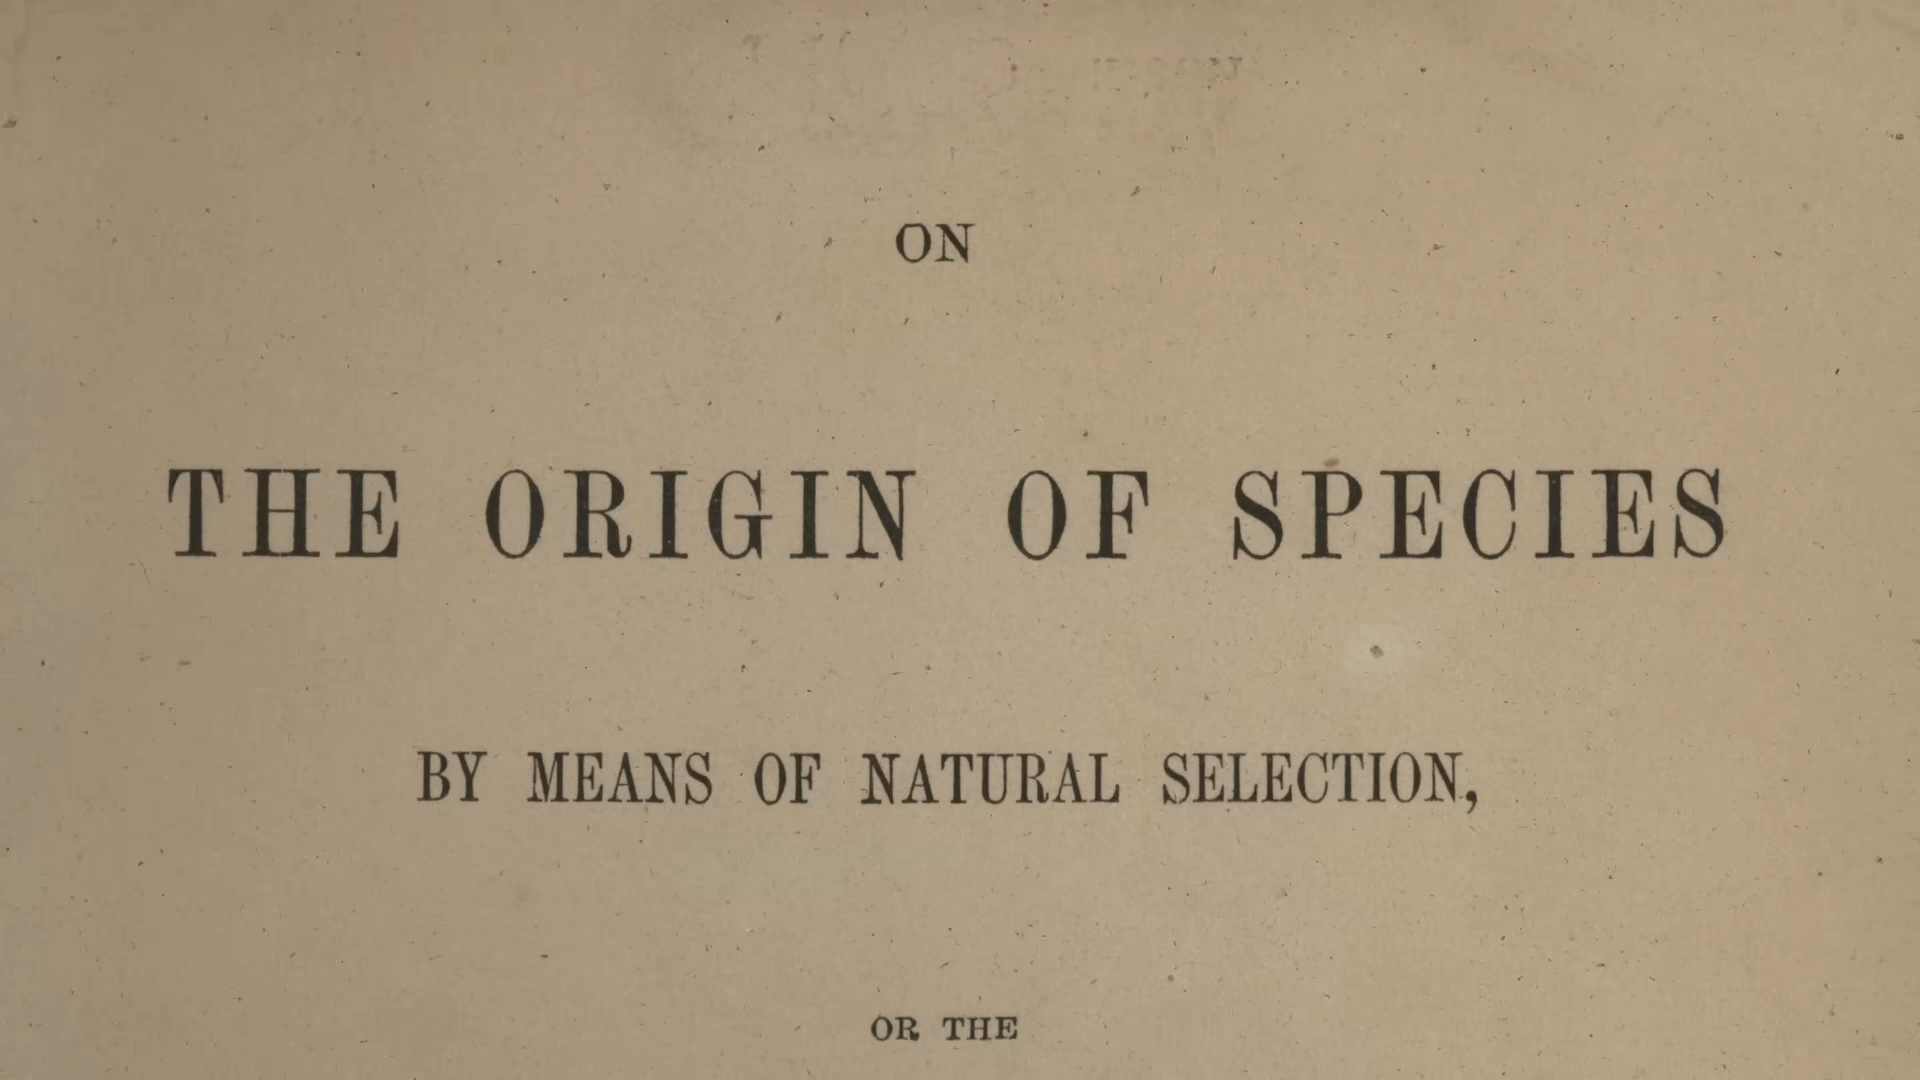 ON
THE ORIGIN OF SPECIES
BY MEANS OF NATURAL SELECTION,
OR THE